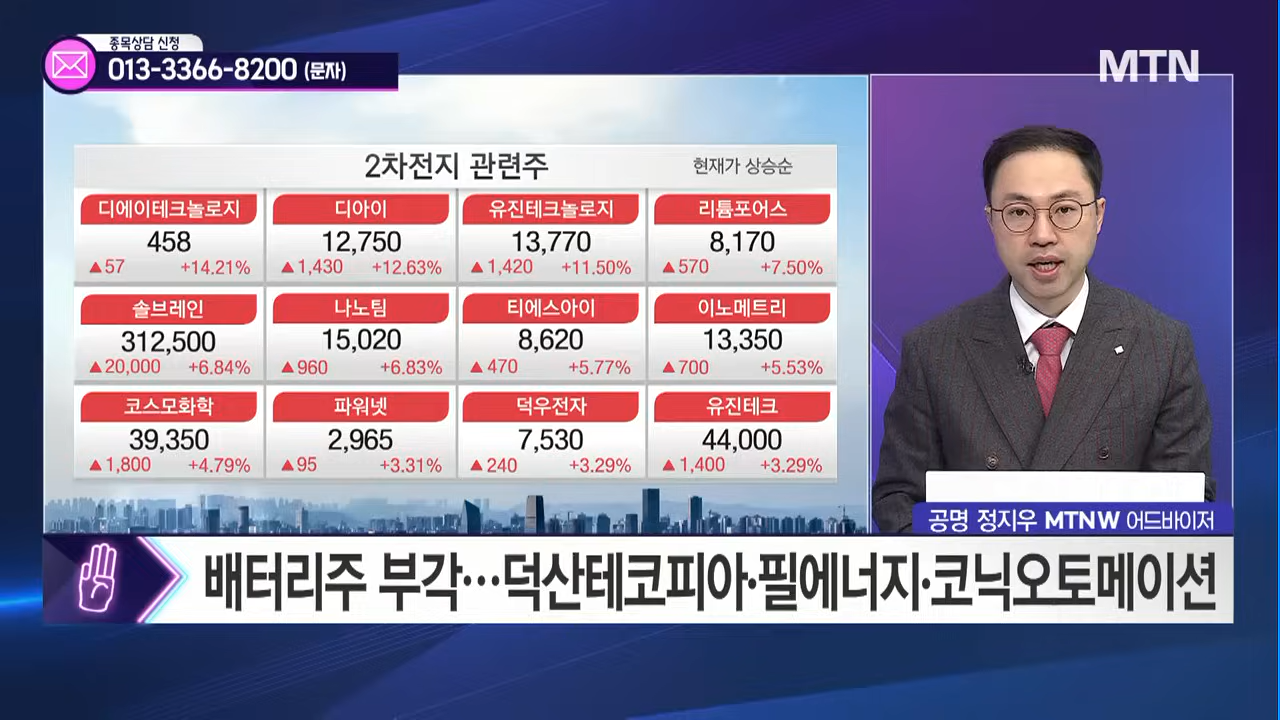 종목상담 신청
013-3366-8200 (문자)
MTN
2차전지 관련주
현재가 상승순
디에이테크놀로지 디아이 유진테크놀로지 리튬포어스
458 12,750 13,770 8,170
▲57 +14.21% ▲1,430 +12.63% ▲1,420 +11.50% ▲570 +7.50%
솔브레인 나노팀 티에스아이 이노메트리
312,500 15,020 8,620 13,350
▲20,000 +6.84% ▲960 +6.83% ▲470 +5.77% ▲700 +5.53%
코스모화학 파워넷 덕우전자 유진테크
39,350 2,965 7,530 44,000
▲1,800 +4.79% ▲95 +3.31% ▲240 +3.29% ▲1,400 +3.29%
공명 정지우 MTNW 어드바이저
배터리주 부각…덕산테코피아·필에너지·코닉오토메이션